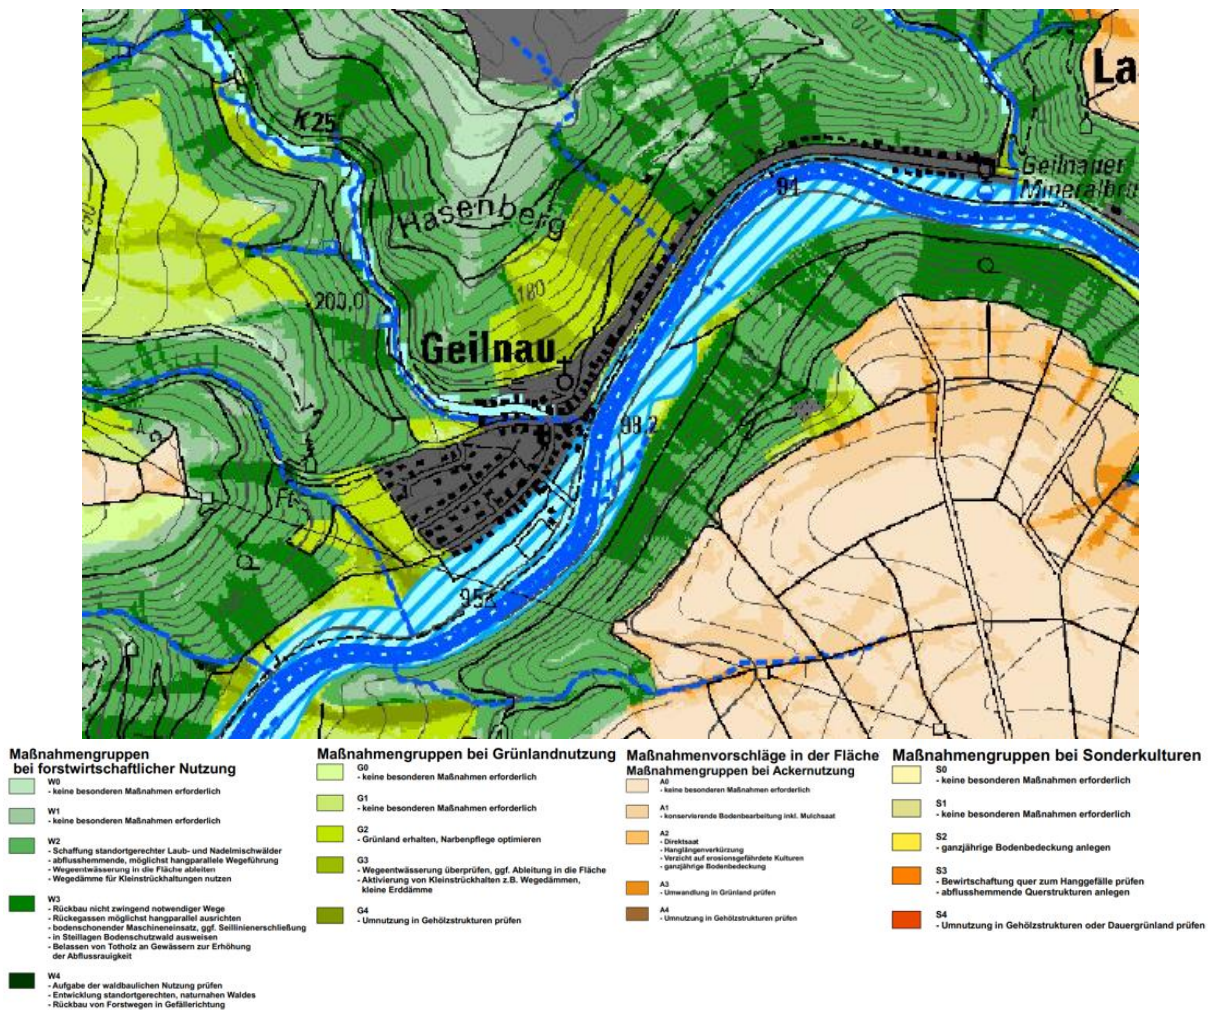 La
K25
Geilnauer
Mineralbru
94
Hasenberg
290
180
200,0
Geilnau
98,2
Ft
95
Maßnahmengruppen
bei forstwirtschaftlicher Nutzung
W0
- keine besonderen Maßnahmen erforderlich
W1
- keine besonderen Maßnahmen erforderlich
W2
- Schaffung standortgerechter Laub- und Nadelmischwälder
- abflusshemmende, möglichst hangparallele Wegeführung
- Wegeentwässerung in die Fläche ableiten
- Wegedämme für Kleinstrückhaltungen nutzen
W3
- Rückbau nicht zwingend notwendiger Wege
- Rückegassen möglichst hangparallel ausrichten
- bodenschonender Maschineneinsatz, ggf. Seillinienerschließung
- in Steillagen Bodenschutzwald ausweisen
- Belassen von Totholz an Gewässern zur Erhöhung
der Abflussrauigkeit
W4
- Aufgabe der waldbaulichen Nutzung prüfen
- Entwicklung standortgerechten, naturnahen Waldes
- Rückbau von Forstwegen in Gefällerichtung
Maßnahmengruppen bei Grünlandnutzung
G0
- keine besonderen Maßnahmen erforderlich
G1
- keine besonderen Maßnahmen erforderlich
G2
- Grünland erhalten, Narbenpflege optimieren
G3
- Wegeentwässerung überprüfen, ggf. Ableitung in die Fläche
- Aktivierung von Kleinstrückhalten z.B. Wegedämmen,
kleine Erddämme
G4
- Umnutzung in Gehölzstrukturen prüfen
Maßnahmenvorschläge in der Fläche
Maßnahmengruppen bei Ackernutzung
A0
- keine besonderen Maßnahmen erforderlich
A1
- konservierende Bodenbearbeitung inkl. Mulchsaat
A2
- Direktsaat
- Hanglängenverkürzung
- Verzicht auf erosionsgefährdete Kulturen
- ganzjährige Bodenbedeckung
A3
- Umwandlung in Grünland prüfen
A4
- Umnutzung in Gehölzstrukturen prüfen
Maßnahmengruppen bei Sonderkulturen
S0
- keine besonderen Maßnahmen erforderlich
S1
- keine besonderen Maßnahmen erforderlich
S2
- ganzjährige Bodenbedeckung anlegen
S3
- Bewirtschaftung quer zum Hanggefälle prüfen
- abflusshemmende Querstrukturen anlegen
S4
- Umnutzung in Gehölzstrukturen oder Dauergrünland prüfen